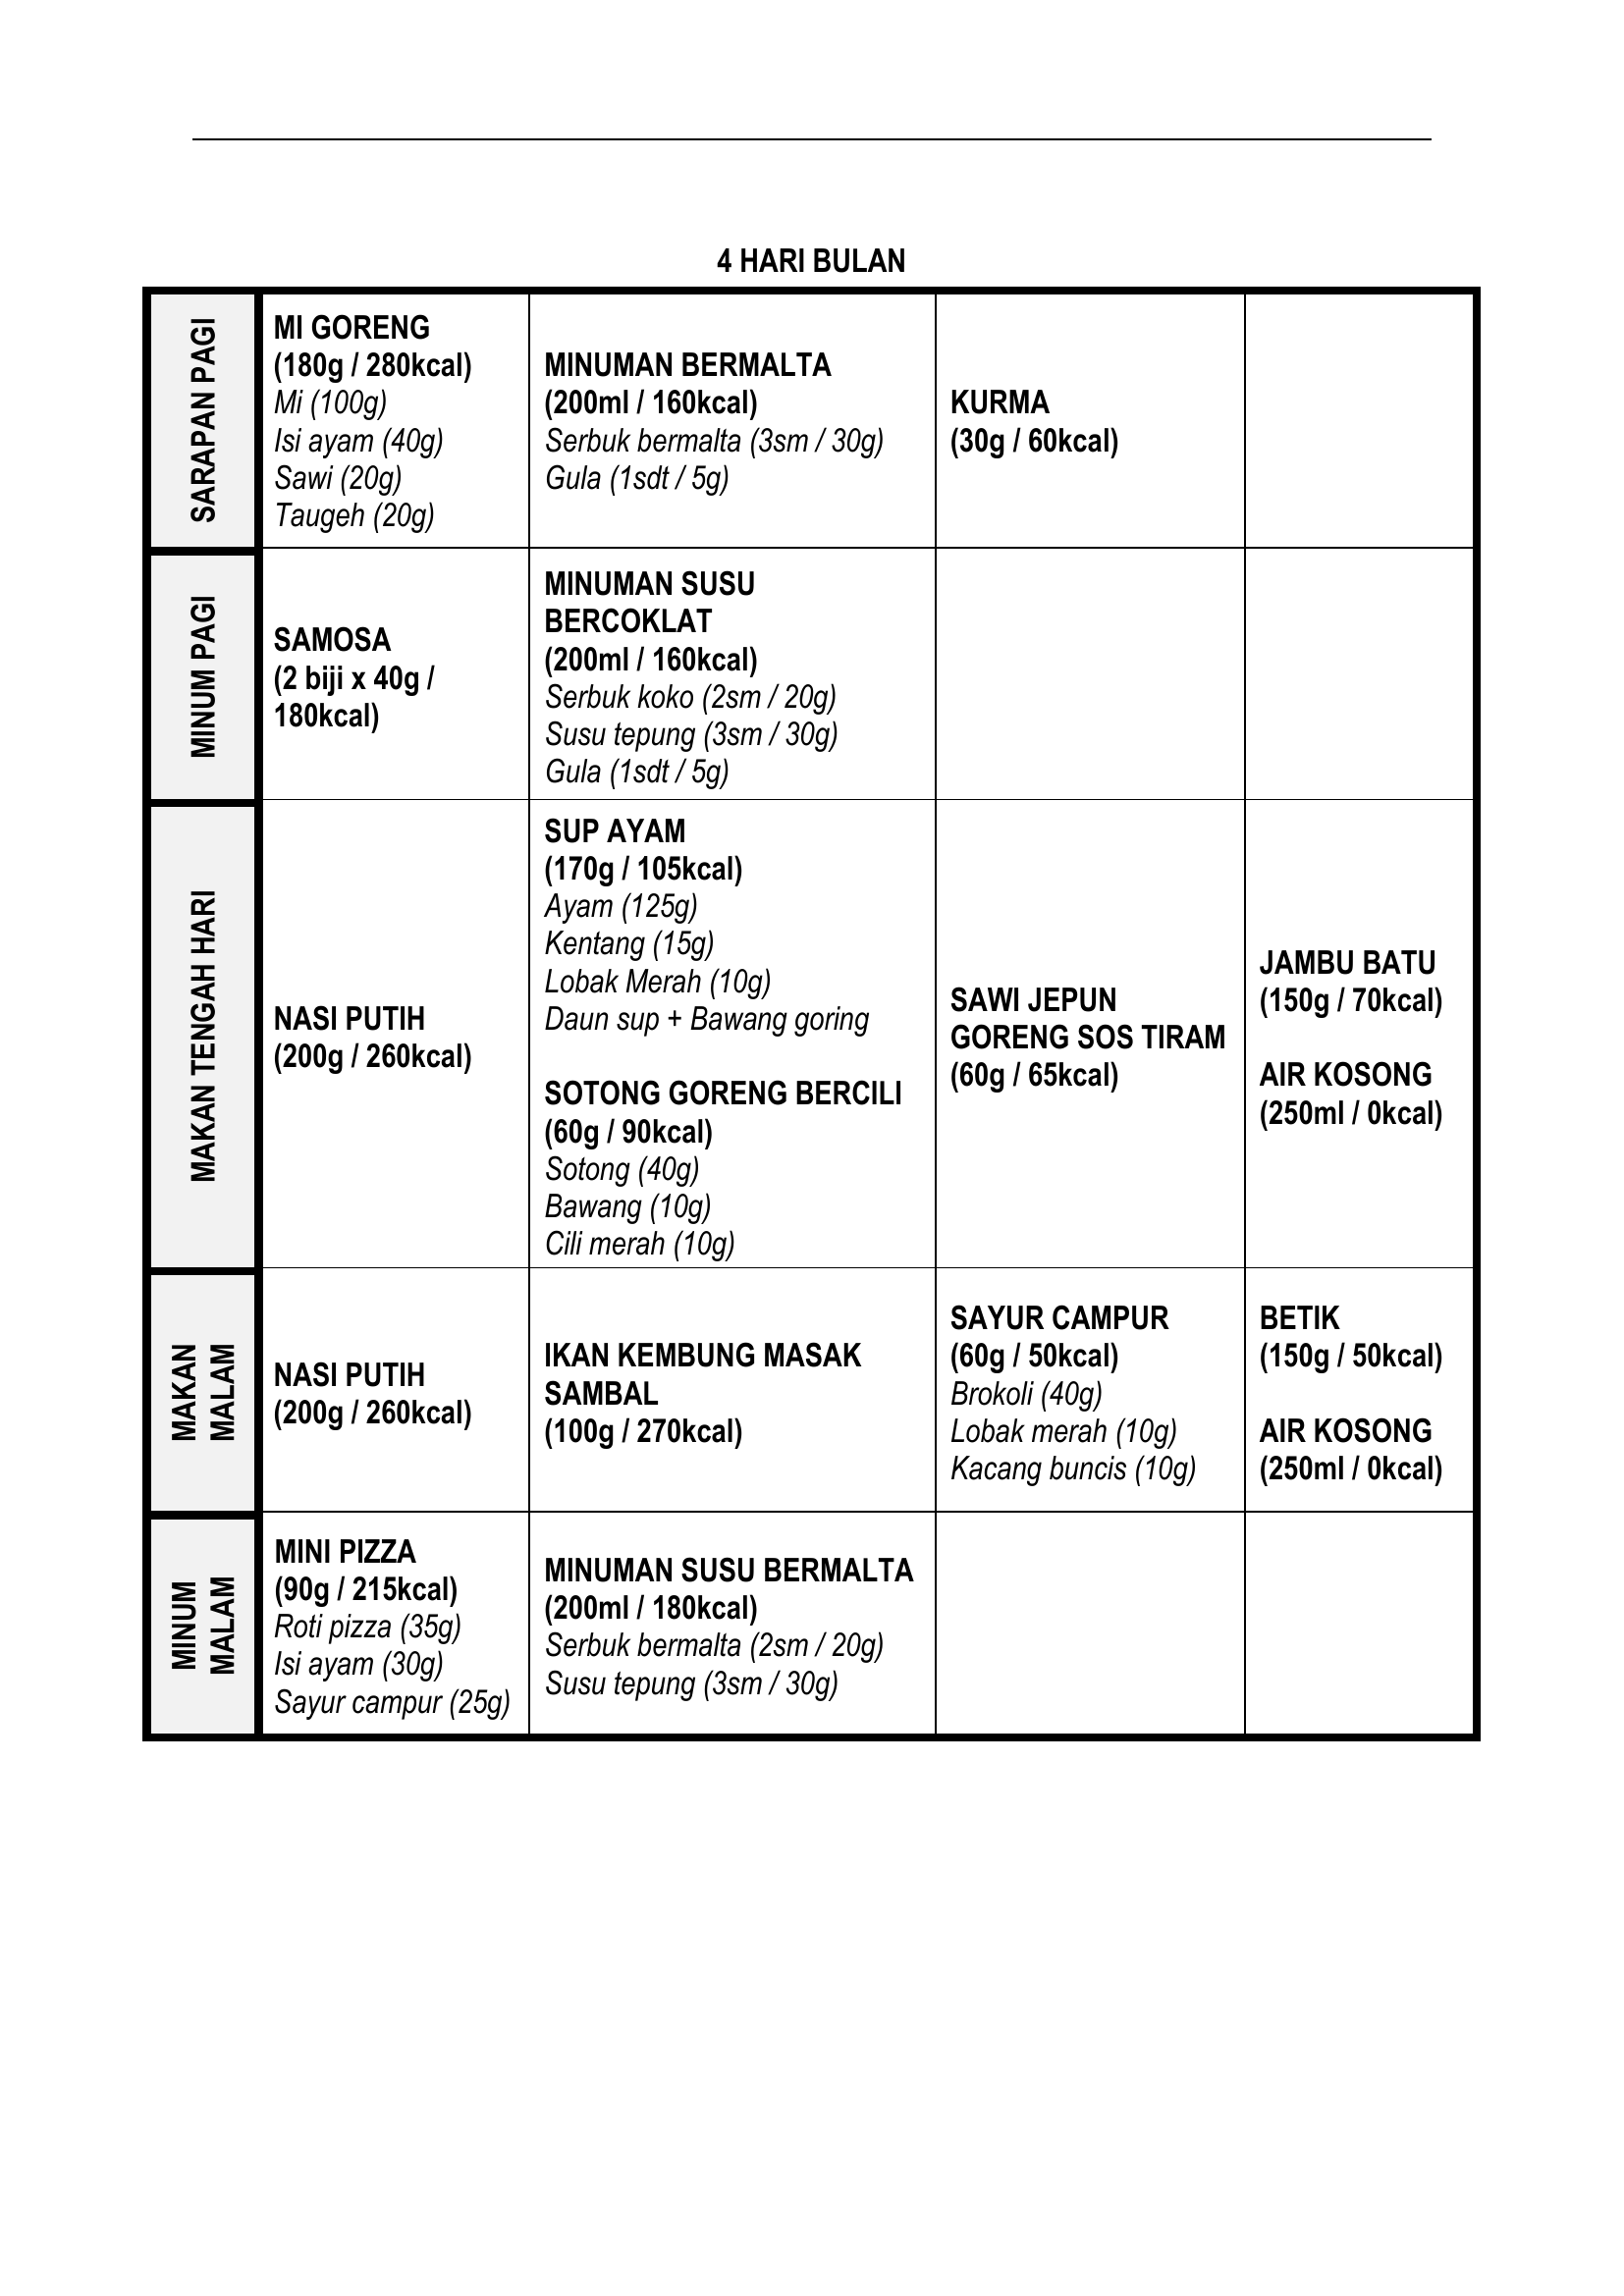 4 HARI BULAN
SARAPAN PAGI
MI GORENG
(180g / 280kcal)
Mi (100g)
Isi ayam (40g)
Sawi (20g)
Taugeh (20g)
MINUMAN BERMALTA
(200ml / 160kcal)
Serbuk bermalta (3sm / 30g)
Gula (1sdt / 5g)
KURMA
(30g / 60kcal)
MINUM PAGI
SAMOSA
(2 biji x 40g /
180kcal)
MINUMAN SUSU
BERCOKLAT
(200ml / 160kcal)
Serbuk koko (2sm / 20g)
Susu tepung (3sm / 30g)
Gula (1sdt / 5g)
MAKAN TENGAH HARI
NASI PUTIH
(200g / 260kcal)
SUP AYAM
(170g / 105kcal)
Ayam (125g)
Kentang (15g)
Lobak Merah (10g)
Daun sup + Bawang goring
SOTONG GORENG BERCILI
(60g / 90kcal)
Sotong (40g)
Bawang (10g)
Cili merah (10g)
SAWI JEPUN
GORENG SOS TIRAM
(60g / 65kcal)
JAMBU BATU
(150g / 70kcal)
AIR KOSONG
(250ml / 0kcal)
MAKAN
MALAM
NASI PUTIH
(200g / 260kcal)
IKAN KEMBUNG MASAK
SAMBAL
(100g / 270kcal)
SAYUR CAMPUR
(60g / 50kcal)
Brokoli (40g)
Lobak merah (10g)
Kacang buncis (10g)
BETIK
(150g / 50kcal)
AIR KOSONG
(250ml / 0kcal)
MINUM
MALAM
MINI PIZZA
(90g / 215kcal)
Roti pizza (35g)
Isi ayam (30g)
Sayur campur (25g)
MINUMAN SUSU BERMALTA
(200ml / 180kcal)
Serbuk bermalta (2sm / 20g)
Susu tepung (3sm / 30g)